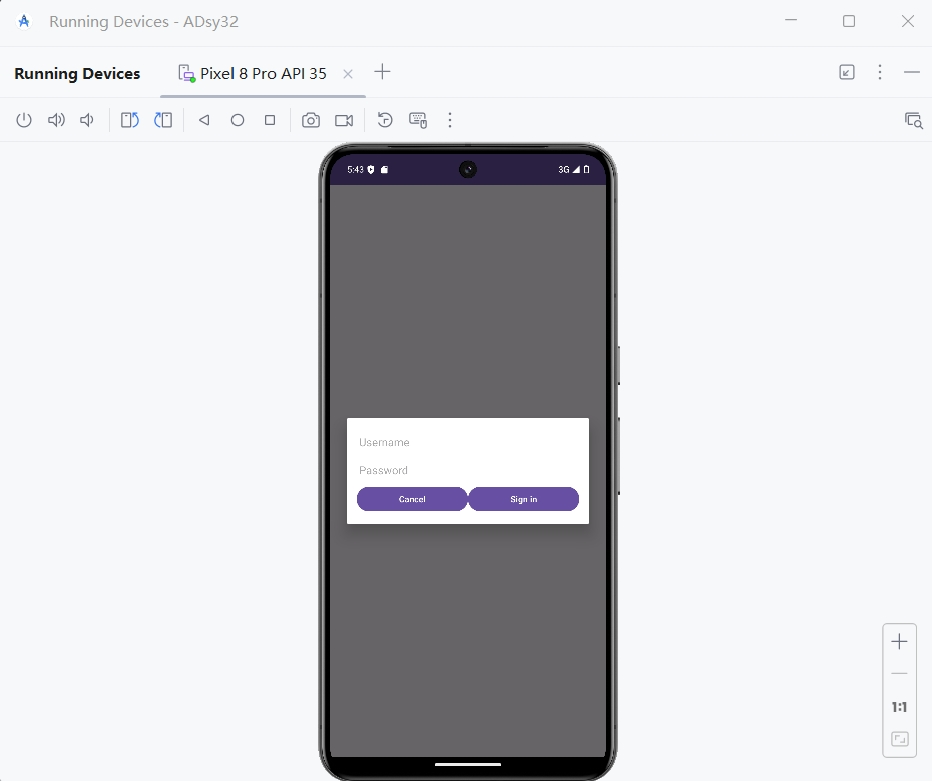 Running Devices - ADsy32
Running Devices
Pixel 8 Pro API 35
5:43
3G
Username
Password
Cancel
Sign in
1:1